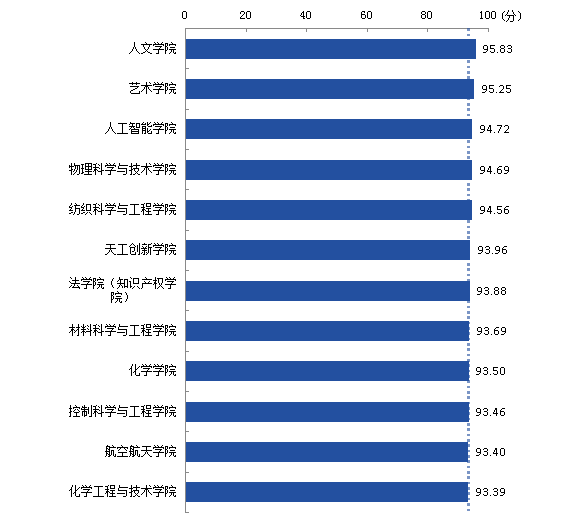 0 20 40 60 80 100 (分)
人文学院 95.83
艺术学院 95.25
人工智能学院 94.72
物理科学与技术学院 94.69
纺织科学与工程学院 94.56
天工创新学院 93.96
法学院（知识产权学
院） 93.88
材料科学与工程学院 93.69
化学学院 93.50
控制科学与工程学院 93.46
航空航天学院 93.40
化学工程与技术学院 93.39